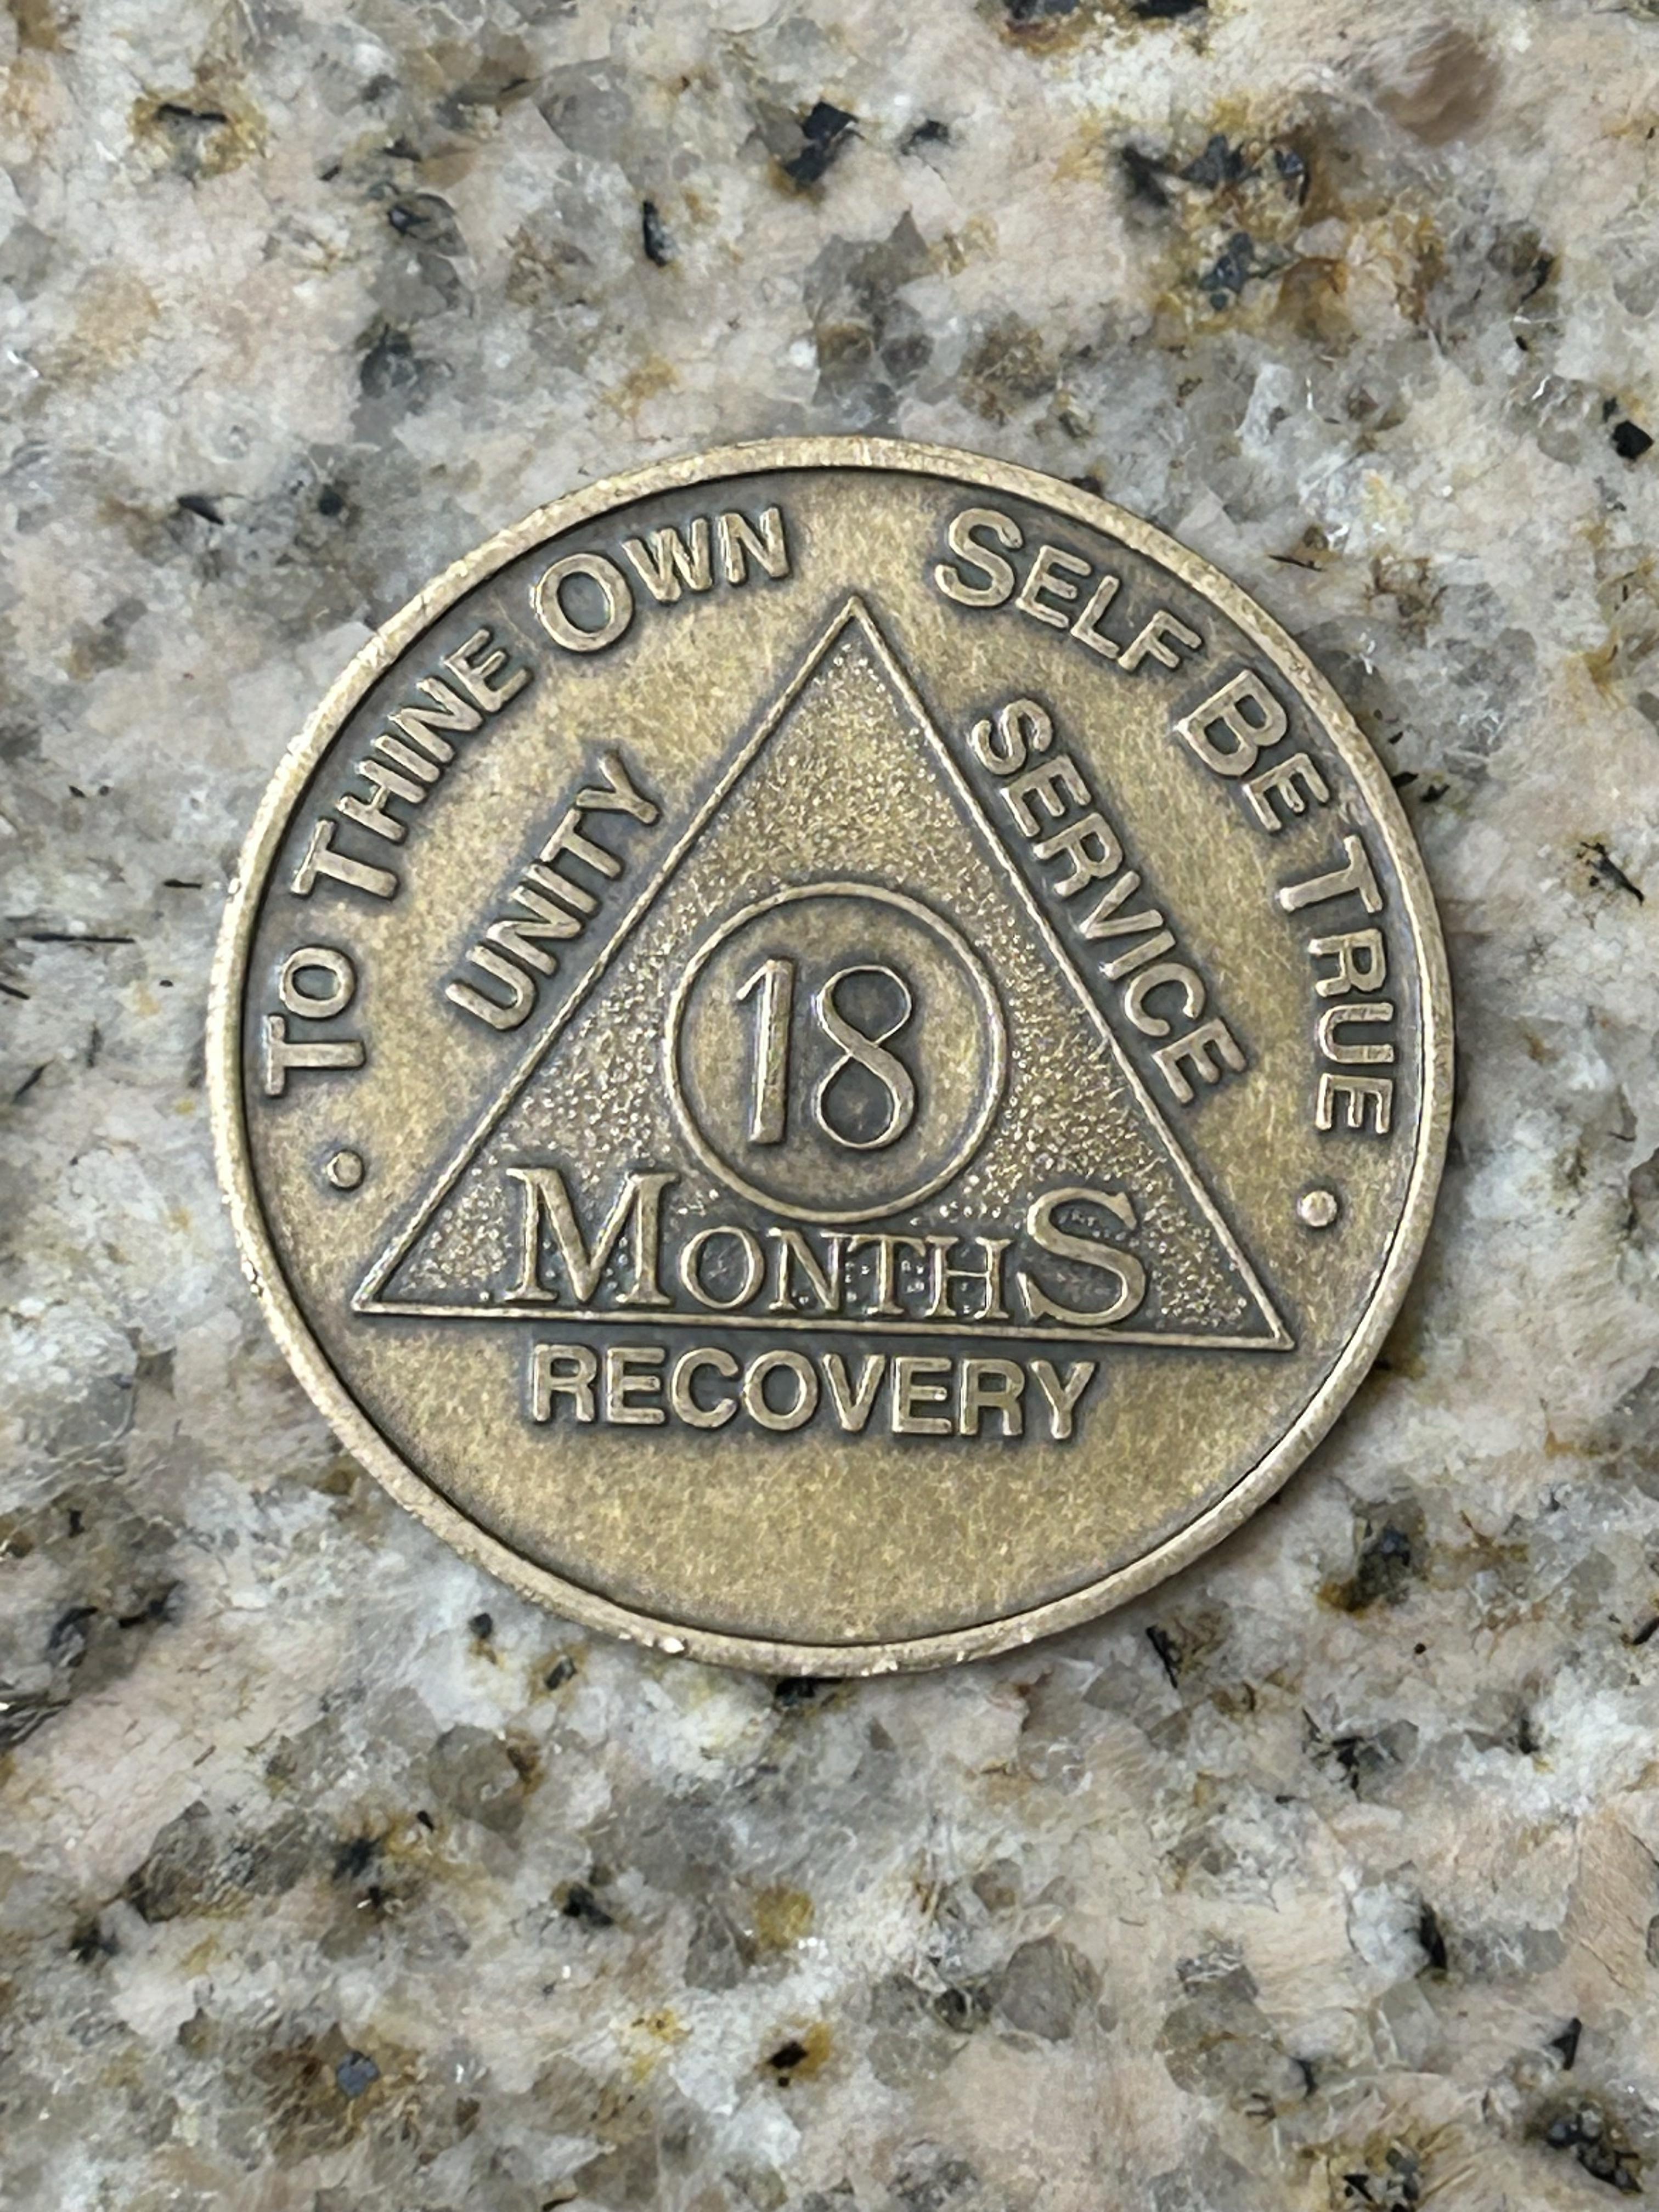 To Thine Own Self Be True
UNITY
SERVICE
18
MONTHS
RECOVERY